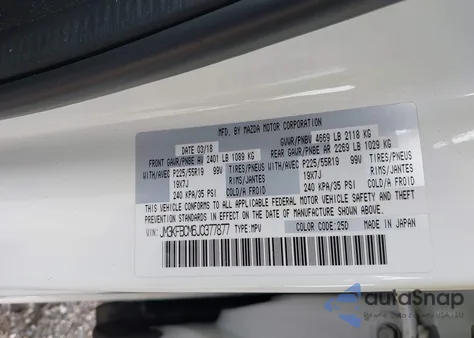 MFD. BY MAZDA MOTOR CORPORATION
DATE 03/18 GVWR/PNBV 4669 LB 2118 KG
FRONT GAWR/PNBE AV 2401 LB 1089 KG REAR GAWR/PNBE AR 2269 LB 1029 KG
WITH/AVEC P225/55R19 99V TIRES/PNEUS WITH/AVEC P225/55R19 99V TIRES/PNEUS
19X7J RIMS/JANTES 19X7J RIMS/JANTES
240 KPA/35 PSI COLD/A FROID 240 KPA/35 PSI COLD/A FROID
THIS VEHICLE CONFORMS TO ALL APPLICABLE FEDERAL MOTOR VEHICLE SAFETY AND THEFT
PREVENTION STANDARDS IN EFFECT ON THE DATE OF MANUFACTURE SHOWN ABOVE.
VIN: JM3KFBCM6J0377877 TYPE:MPV COLOR CODE:25D MADE IN JAPAN
autoSnap